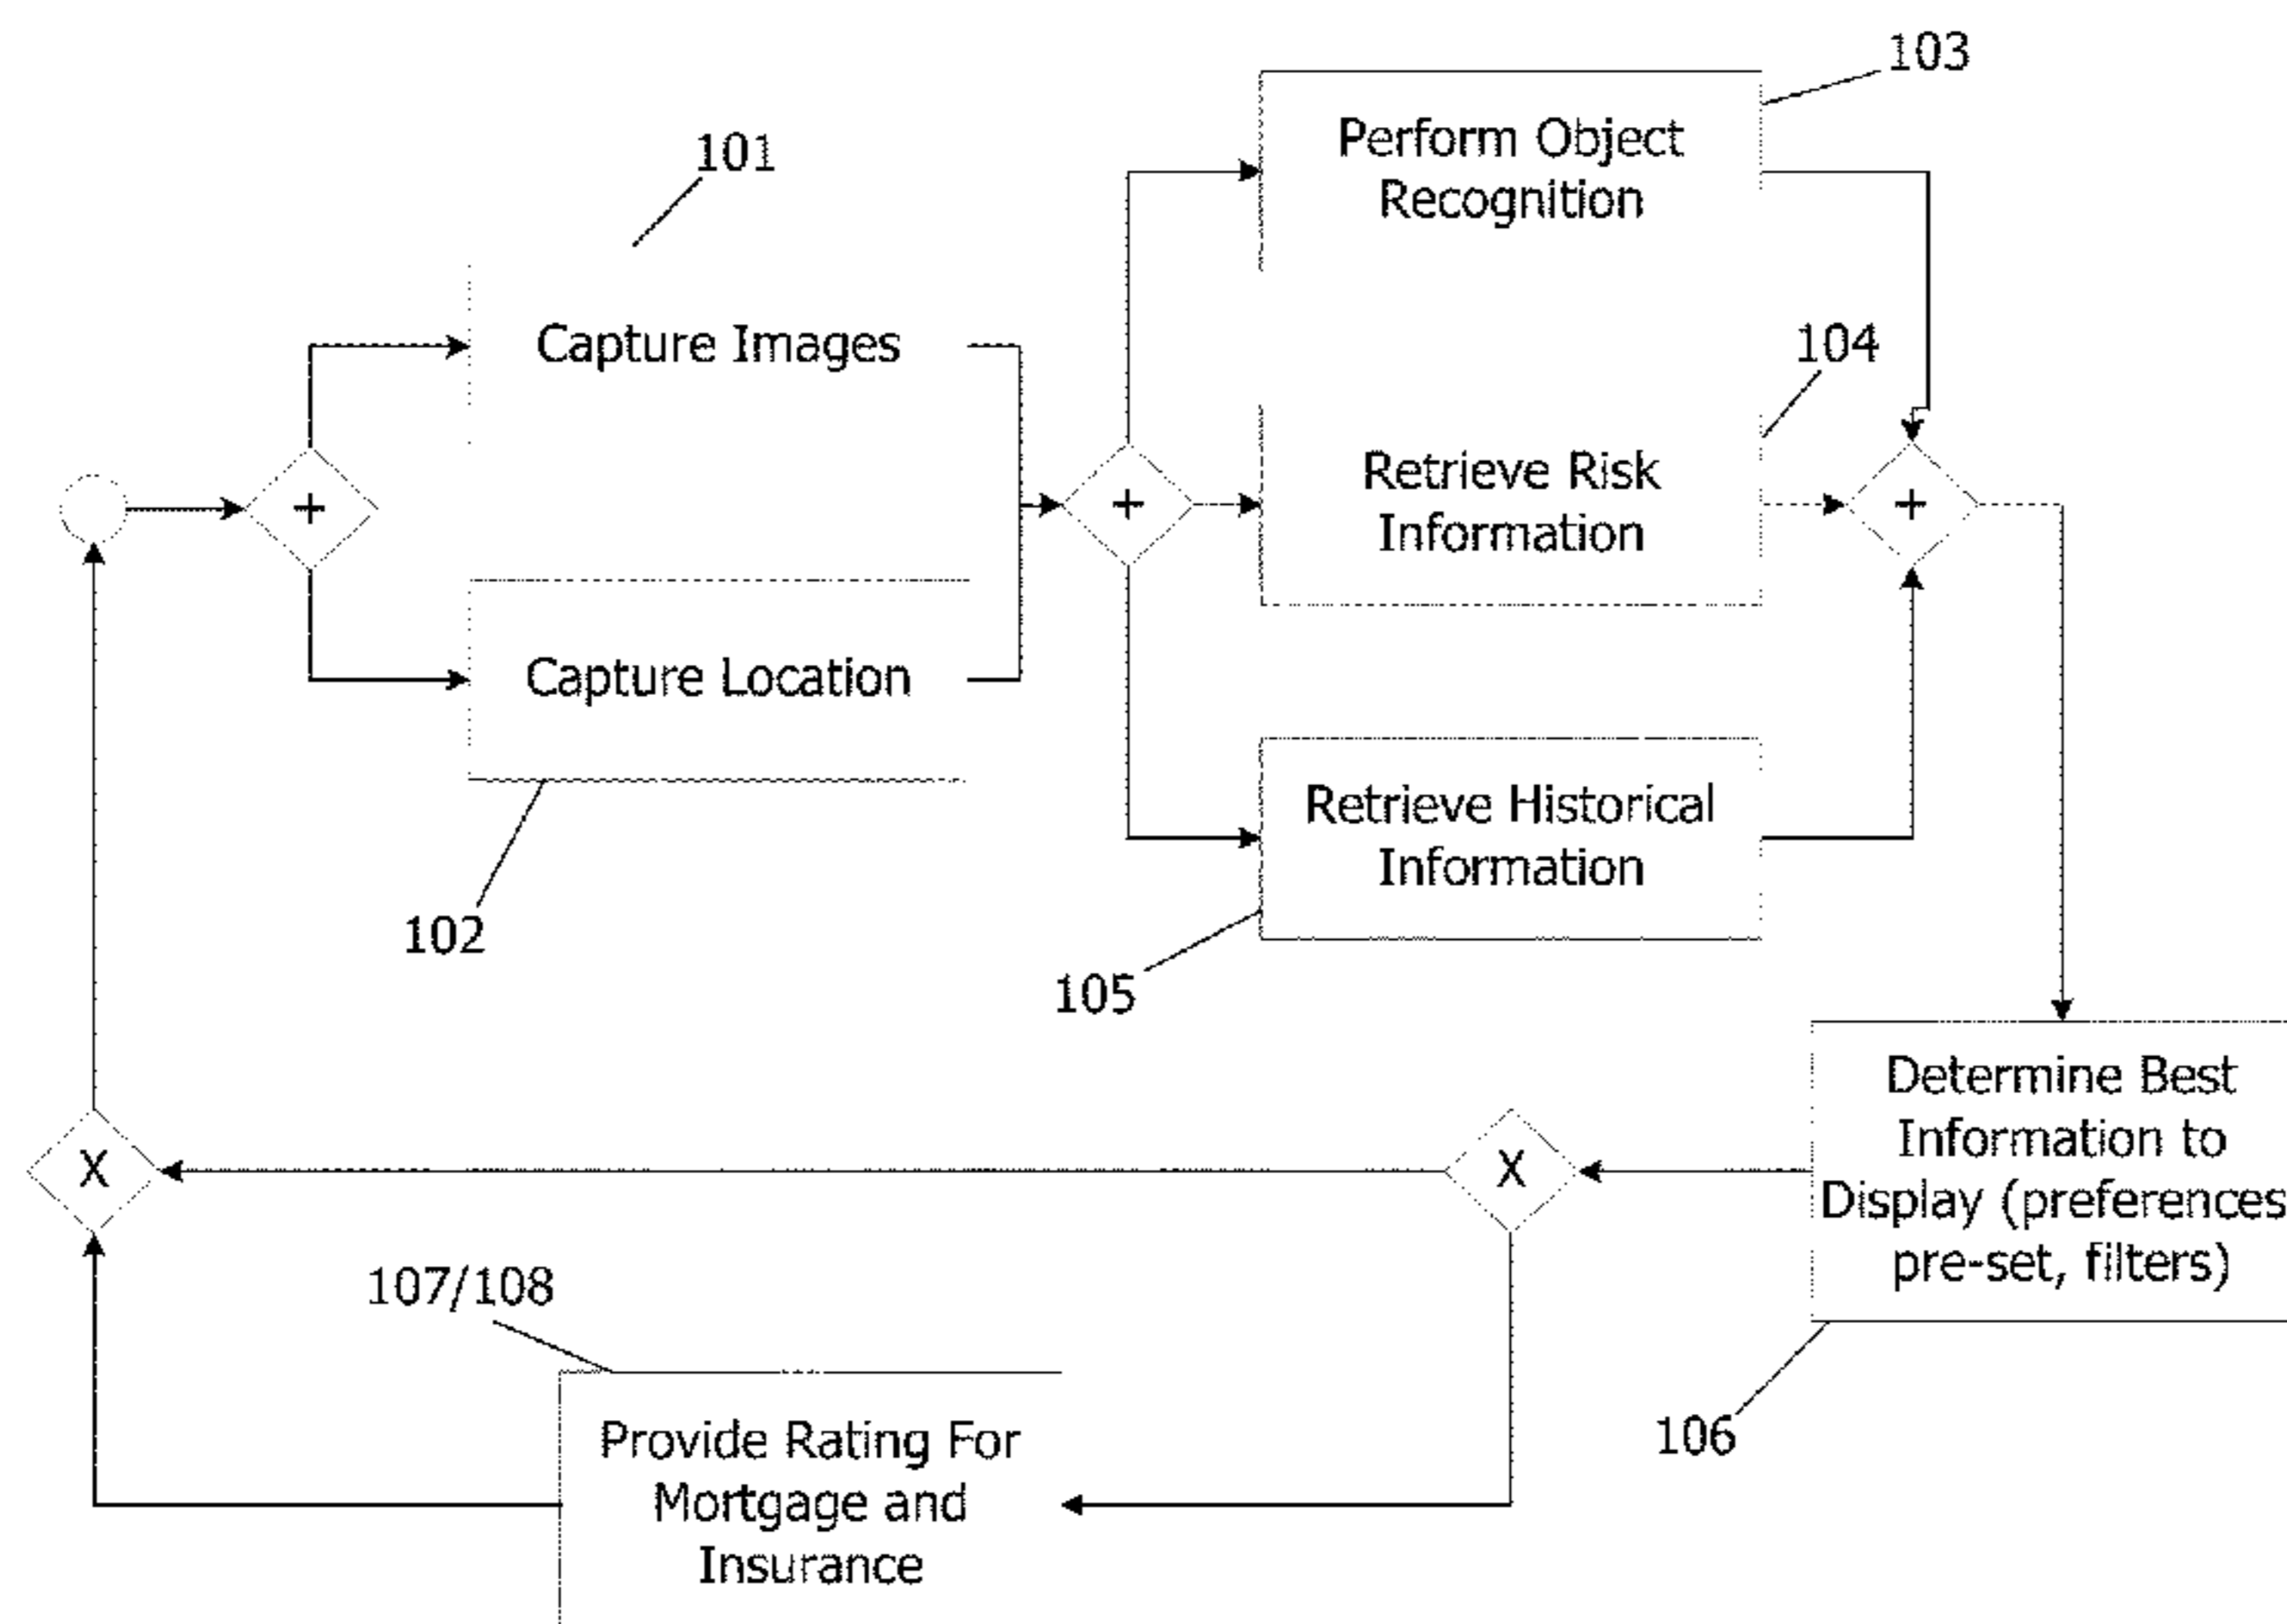 103
Perform Object
Recognition
101
Capture Images
104
Retrieve Risk
Information
+
+
+
Capture Location
102
Retrieve Historical
Information
105
Determine Best
Information to
Display (preferences
pre-set, filters)
X
X
106
107/108
Provide Rating For
Mortgage and
Insurance